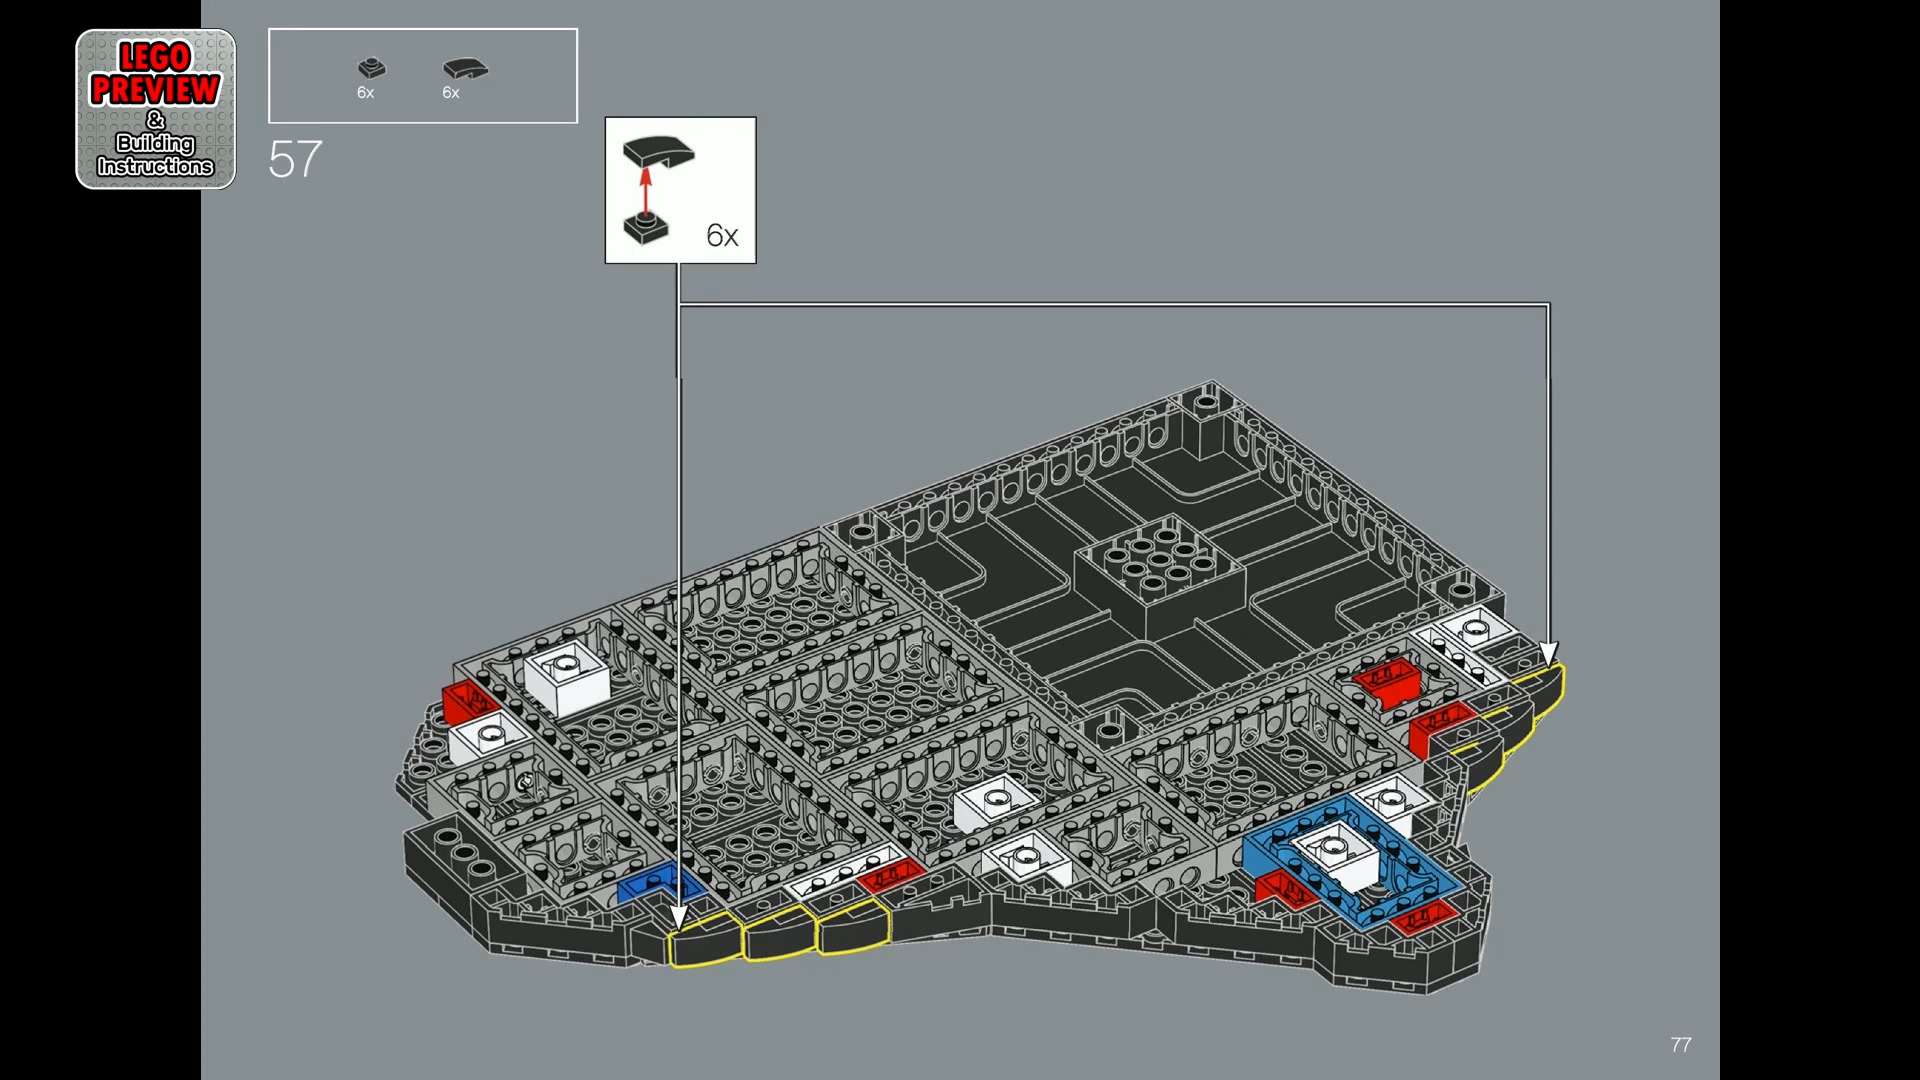 LEGO
PREVIEW
&
Building
Instructions
6x
6x
57
6x
77